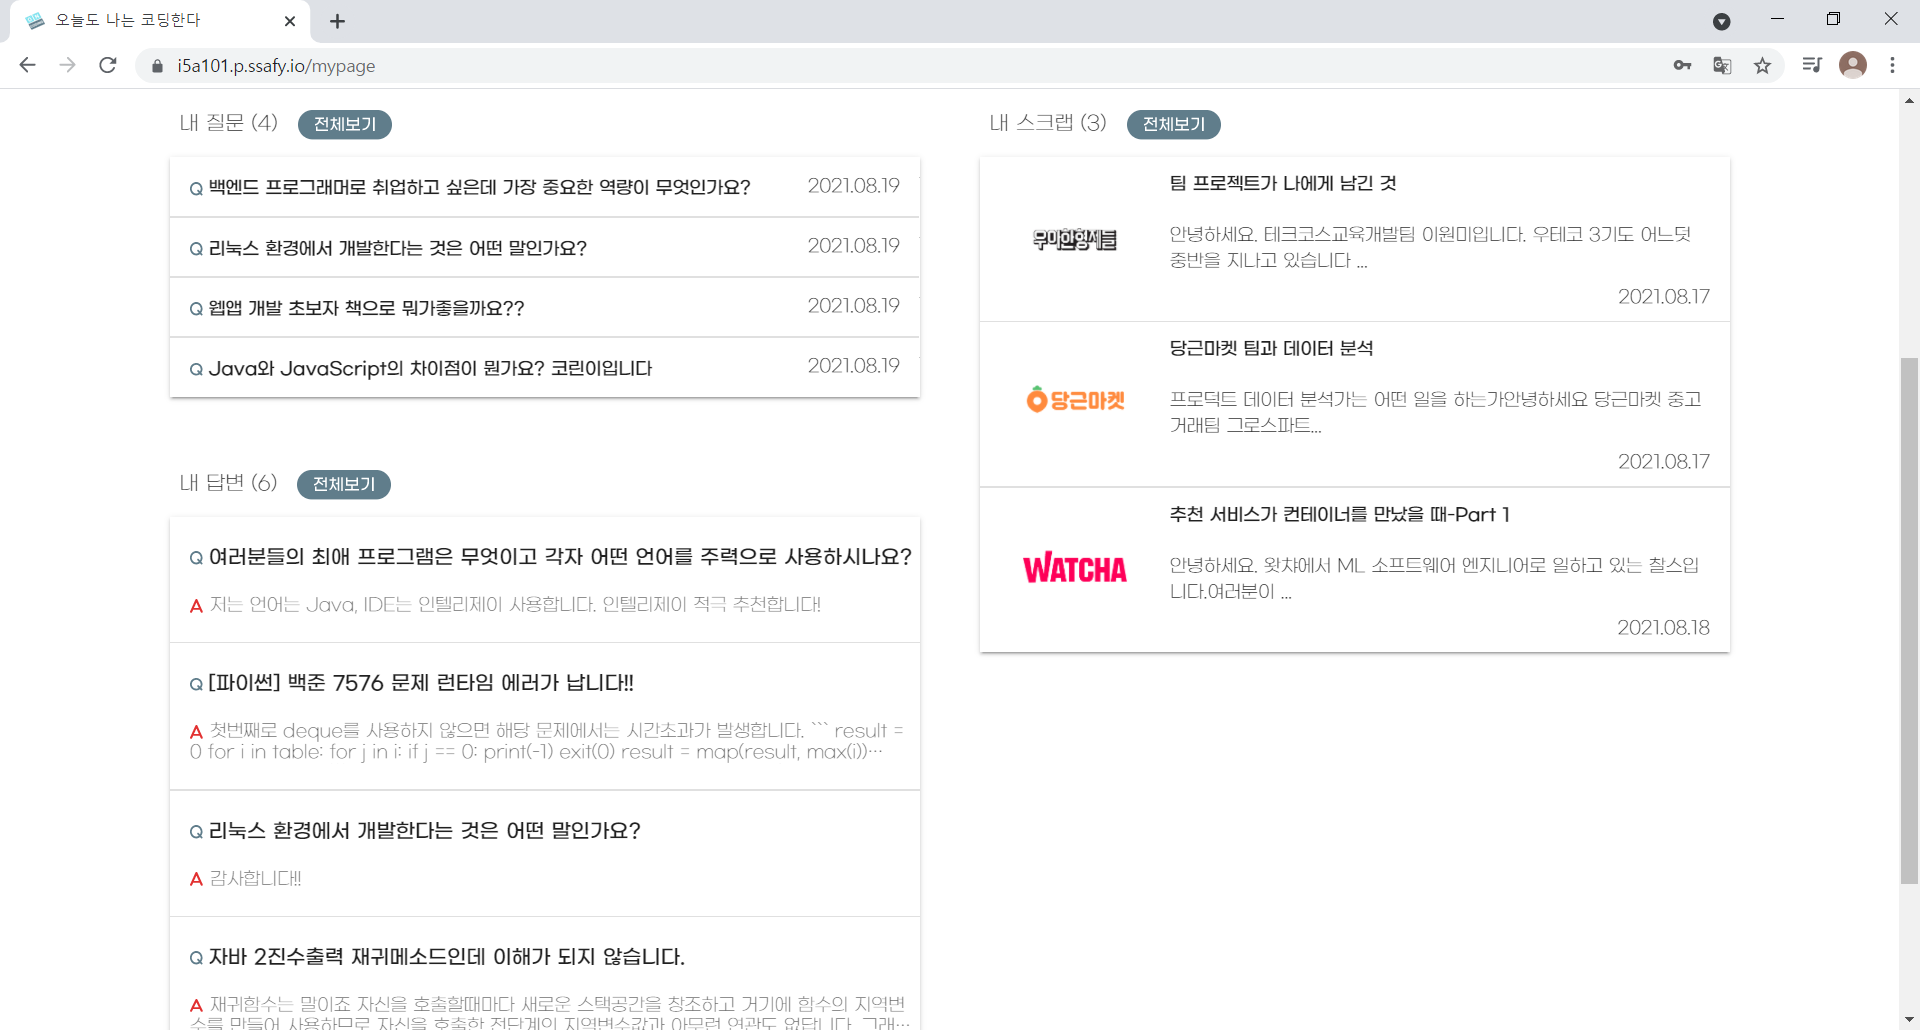 오늘도 나는 코딩한다
i5a101.p.ssafy.io/mypage
내 질문 (4) 전체보기
Q 백엔드 프로그래머로 취업하고 싶은데 가장 중요한 역량이 무엇인가요? 2021.08.19
Q 리눅스 환경에서 개발한다는 것은 어떤 말인가요? 2021.08.19
Q 웹앱 개발 초보자 책으로 뭐가좋을까요?? 2021.08.19
Q Java와 JavaScript의 차이점이 뭔가요? 코린이입니다 2021.08.19
내 답변 (6) 전체보기
Q 여러분들의 최애 프로그램은 무엇이고 각자 어떤 언어를 주력으로 사용하시나요?
A 저는 언어는 Java, IDE는 인텔리제이 사용합니다. 인텔리제이 적극 추천합니다!
Q [파이썬] 백준 7576 문제 런타임 에러가 납니다!!
A 첫번째로 deque를 사용하지 않으면 해당 문제에서는 시간초과가 발생합니다. ``` result =
0 for i in table: for j in i: if j == 0: print(-1) exit(0) result = map(result, max(i))…
Q 리눅스 환경에서 개발한다는 것은 어떤 말인가요?
A 감사합니다!!
Q 자바 2진수출력 재귀메소드인데 이해가 되지 않습니다.
A 재귀함수는 말이죠 자신을 호출할때마다 새로운 스택공간을 창조하고 거기에 함수의 지역변
수를 만들어 사용하므로 자신을 호출한 전단계의 지역변수값과 아무런 연관도 없답니다. 그래…
내 스크랩 (3) 전체보기
팀 프로젝트가 나에게 남긴 것
우아한형제들
안녕하세요. 테크코스교육개발팀 이원미입니다. 우테코 3기도 어느덧
중반을 지나고 있습니다 ...
2021.08.17
당근마켓 팀과 데이터 분석
당근마켓
프로덕트 데이터 분석가는 어떤 일을 하는가안녕하세요 당근마켓 중고
거래팀 그로스파트...
2021.08.17
추천 서비스가 컨테이너를 만났을 때-Part 1
WATCHA
안녕하세요. 왓챠에서 ML 소프트웨어 엔지니어로 일하고 있는 찰스입
니다.여러분이 ...
2021.08.18